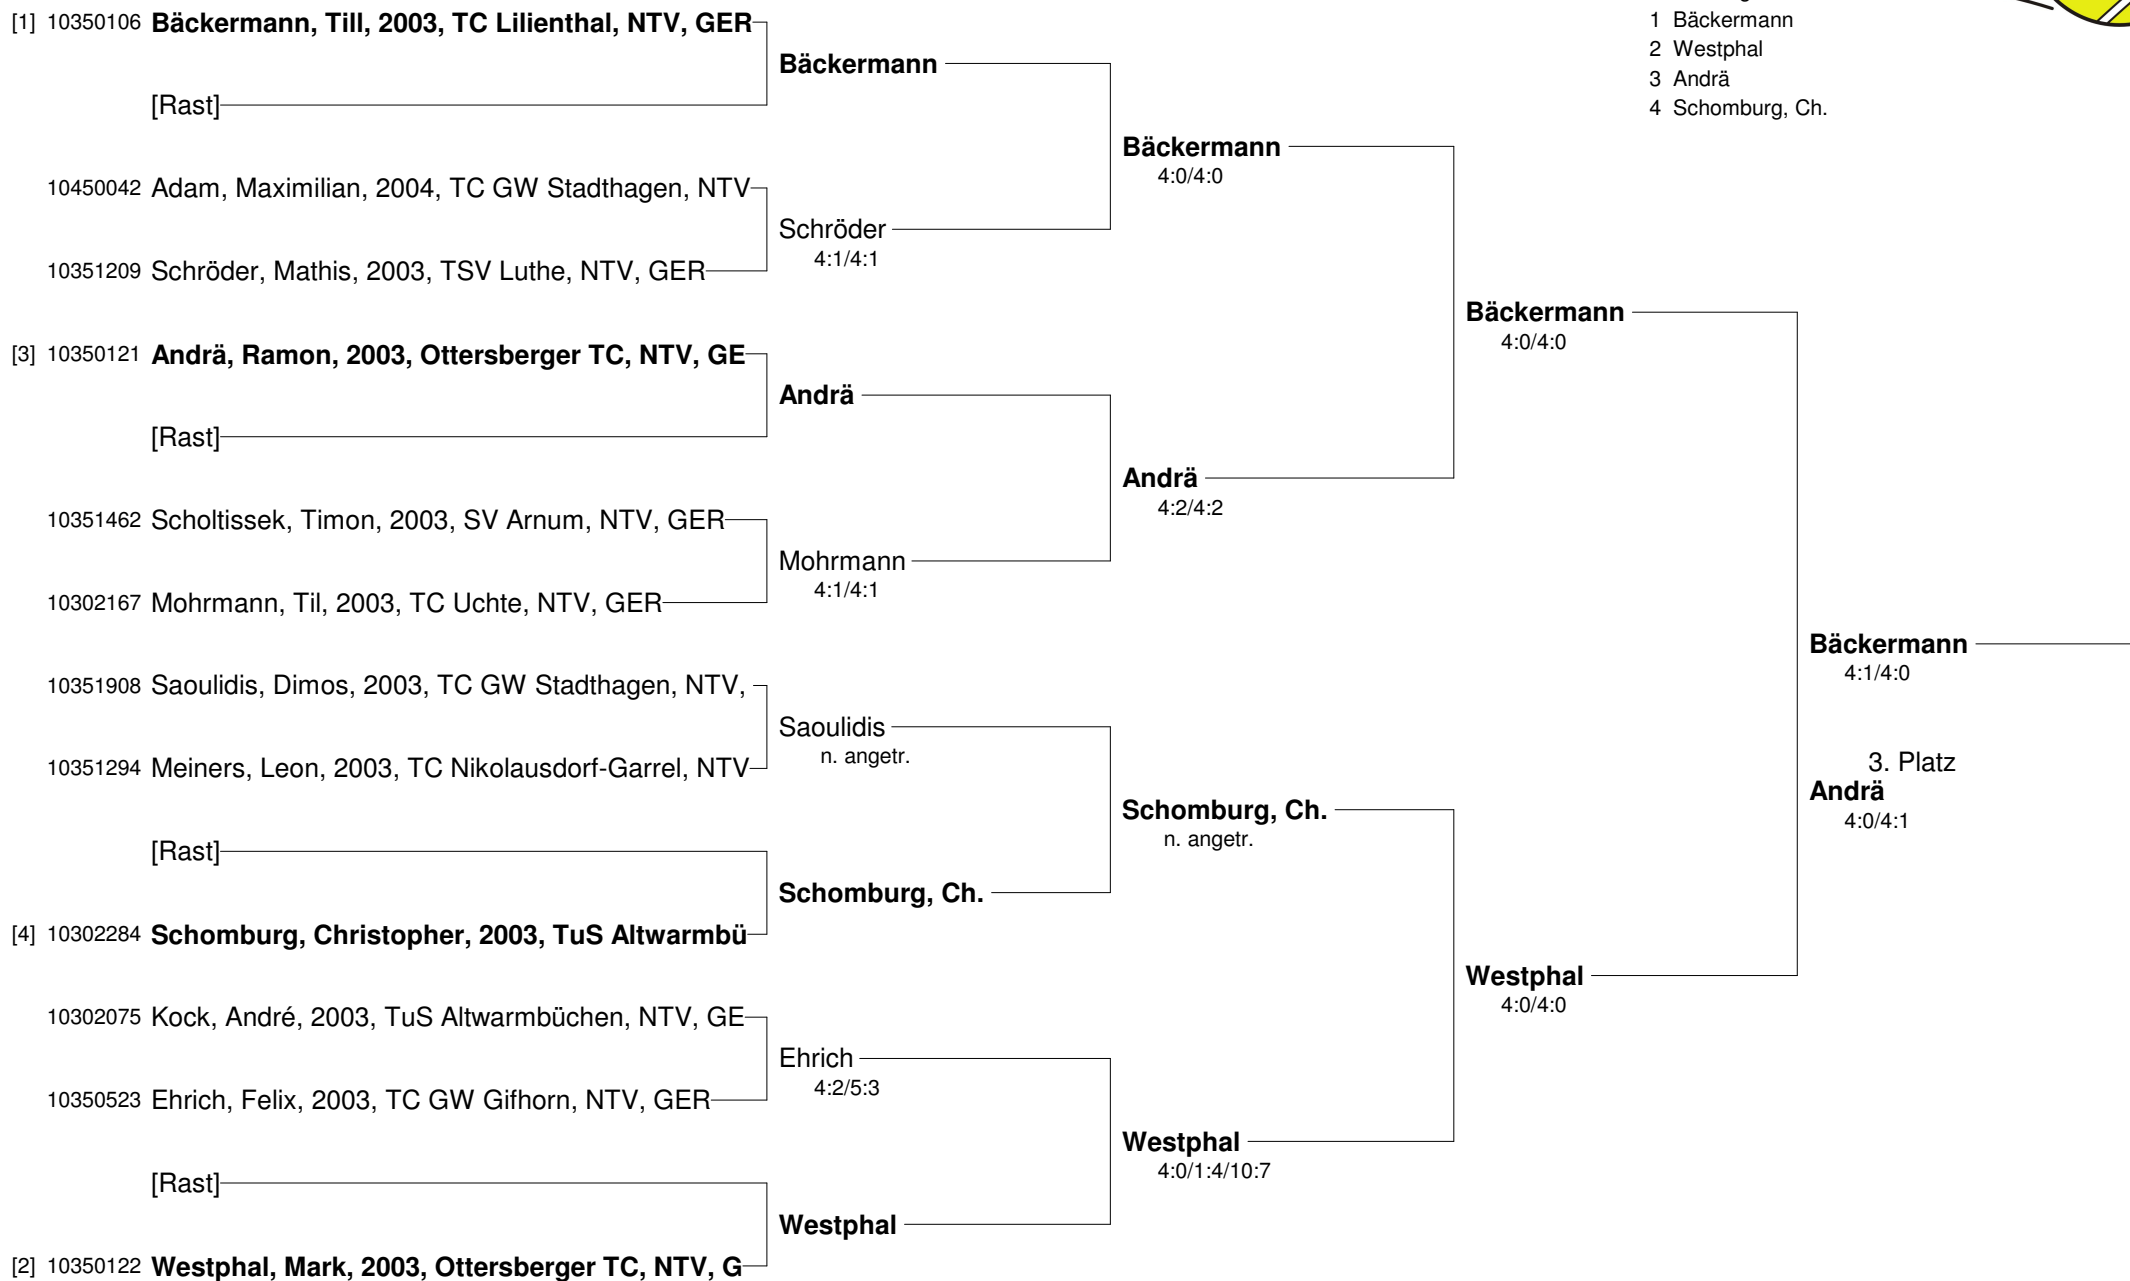 [1] 10350106 Bäckermann, Till, 2003, TC Lilienthal, NTV, GER
[Rast]
10450042 Adam, Maximilian, 2004, TC GW Stadthagen, NTV
10351209 Schröder, Mathis, 2003, TSV Luthe, NTV, GER
[3] 10350121 Andrä, Ramon, 2003, Ottersberger TC, NTV, GE
[Rast]
10351462 Scholtissek, Timon, 2003, SV Arnum, NTV, GER
10302167 Mohrmann, Til, 2003, TC Uchte, NTV, GER
10351908 Saoulidis, Dimos, 2003, TC GW Stadthagen, NTV,
10351294 Meiners, Leon, 2003, TC Nikolausdorf-Garrel, NTV
[Rast]
[4] 10302284 Schomburg, Christopher, 2003, TuS Altwarmbü
10302075 Kock, André, 2003, TuS Altwarmbüchen, NTV, GE
10350523 Ehrich, Felix, 2003, TC GW Gifhorn, NTV, GER
[Rast]
[2] 10350122 Westphal, Mark, 2003, Ottersberger TC, NTV, G
Bäckermann
Schröder
4:1/4:1
Andrä
Mohrmann
4:1/4:1
Saoulidis
n. angetr.
Schomburg, Ch.
Ehrich
4:2/5:3
Westphal
Bäckermann
4:0/4:0
Andrä
4:2/4:2
Schomburg, Ch.
n. angetr.
Westphal
4:0/1:4/10:7
Bäckermann
4:0/4:0
Westphal
4:0/4:0
Bäckermann
4:1/4:0
3. Platz
Andrä
4:0/4:1
1 Bäckermann
2 Westphal
3 Andrä
4 Schomburg, Ch.